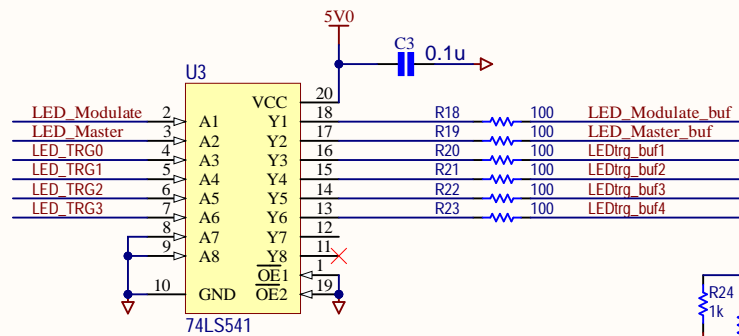 5V0
C3
0.1u
U3
VCC 20
LED_Modulate 2 A1 Y1 18 R18 100 LED_Modulate_buf
LED_Master 3 A2 Y2 17 R19 100 LED_Master_buf
LED_TRG0 4 A3 Y3 16 R20 100 LEDtrg_buf1
LED_TRG1 5 A4 Y4 15 R21 100 LEDtrg_buf2
LED_TRG2 6 A5 Y5 14 R22 100 LEDtrg_buf3
LED_TRG3 7 A6 Y6 13 R23 100 LEDtrg_buf4
8 A7 Y7 12
9 A8 Y8 11
OE1 1
10 GND OE2 19
74LS541
R24
1k